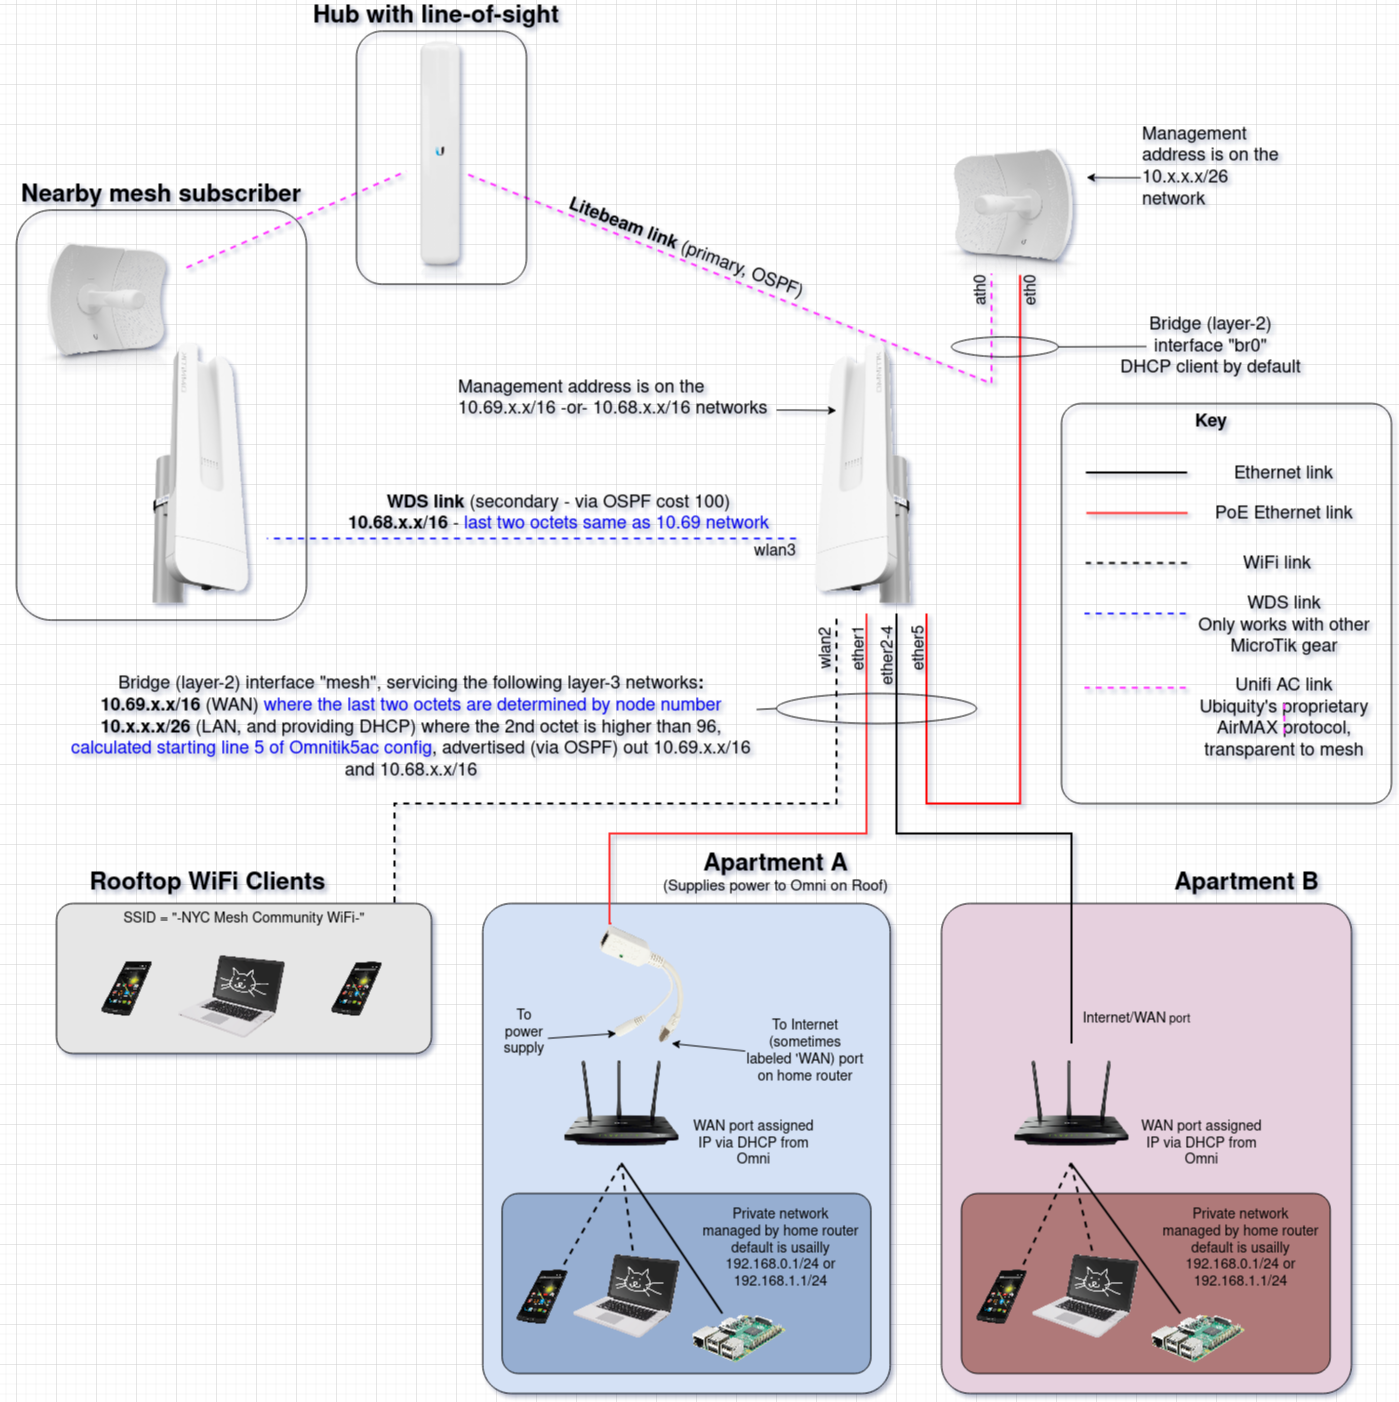 Hub with line-of-sight
Nearby mesh subscriber
Litebeam link (primary, OSPF)
Management
address is on the
10.x.x.x/26
network
ath0
eth0
Bridge (layer-2)
interface "br0"
DHCP client by default
Management address is on the
10.69.x.x/16 -or- 10.68.x.x/16 networks
WDS link (secondary - via OSPF cost 100)
10.68.x.x/16 - last two octets same as 10.69 network
wlan3
Key
Ethernet link
PoE Ethernet link
WiFi link
WDS link
Only works with other
MicroTik gear
Unifi AC link
Ubiquity's proprietary
AirMAX protocol,
transparent to mesh
wlan2
ether1
ether2-4
ether5
Bridge (layer-2) interface "mesh", servicing the following layer-3 networks:
10.69.x.x/16 (WAN) where the last two octets are determined by node number
10.x.x.x/26 (LAN, and providing DHCP) where the 2nd octet is higher than 96,
calculated starting line 5 of Omnitik5ac config, advertised (via OSPF) out 10.69.x.x/16
and 10.68.x.x/16
Rooftop WiFi Clients
SSID = "-NYC Mesh Community WiFi-"
Apartment A
(Supplies power to Omni on Roof)
To
power
supply
To Internet
(sometimes
labeled 'WAN) port
on home router
WAN port assigned
IP via DHCP from
Omni
Private network
managed by home router
default is usailly
192.168.0.1/24 or
192.168.1.1/24
Apartment B
Internet/WAN port
WAN port assigned
IP via DHCP from
Omni
Private network
managed by home router
default is usailly
192.168.0.1/24 or
192.168.1.1/24